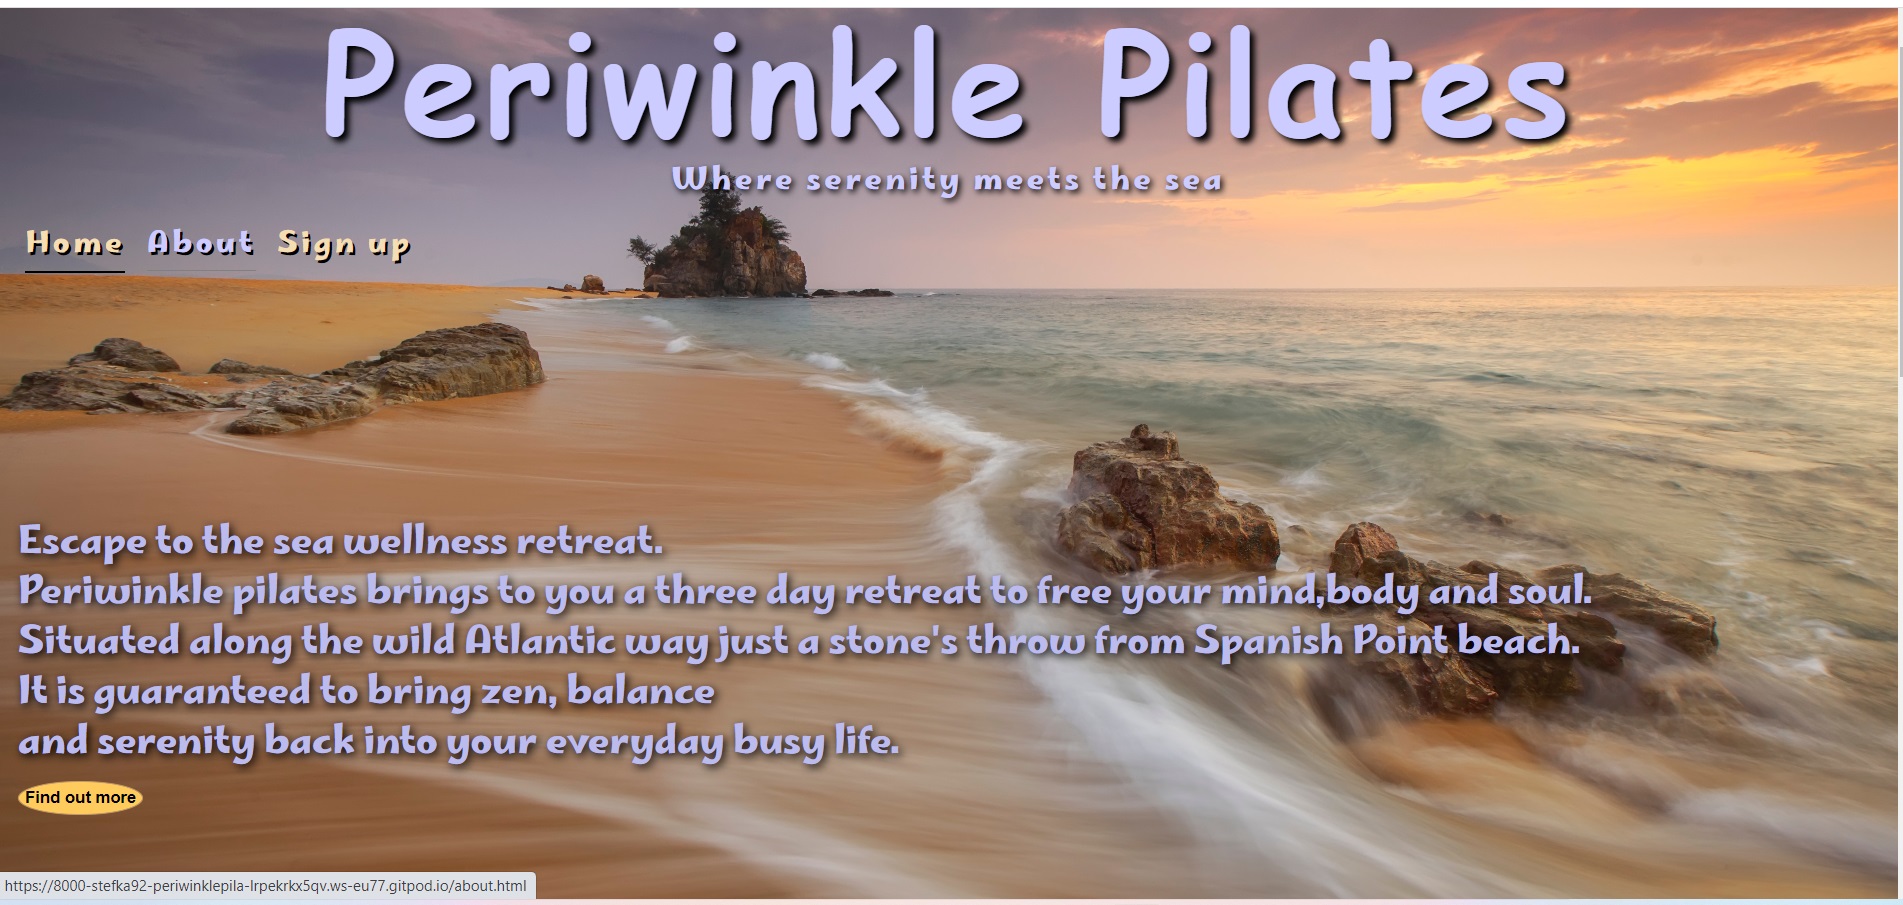 Periwinkle Pilates
Where serenity meets the sea
Home About Sign up
Escape to the sea wellness retreat.
Periwinkle pilates brings to you a three day retreat to free your mind,body and soul.
Situated along the wild Atlantic way just a stone's throw from Spanish Point beach.
It is guaranteed to bring zen, balance
and serenity back into your everyday busy life.
Find out more
https://8000-stefka92-periwinklepila-lrpekrkx5qv.ws-eu77.gitpod.io/about.html